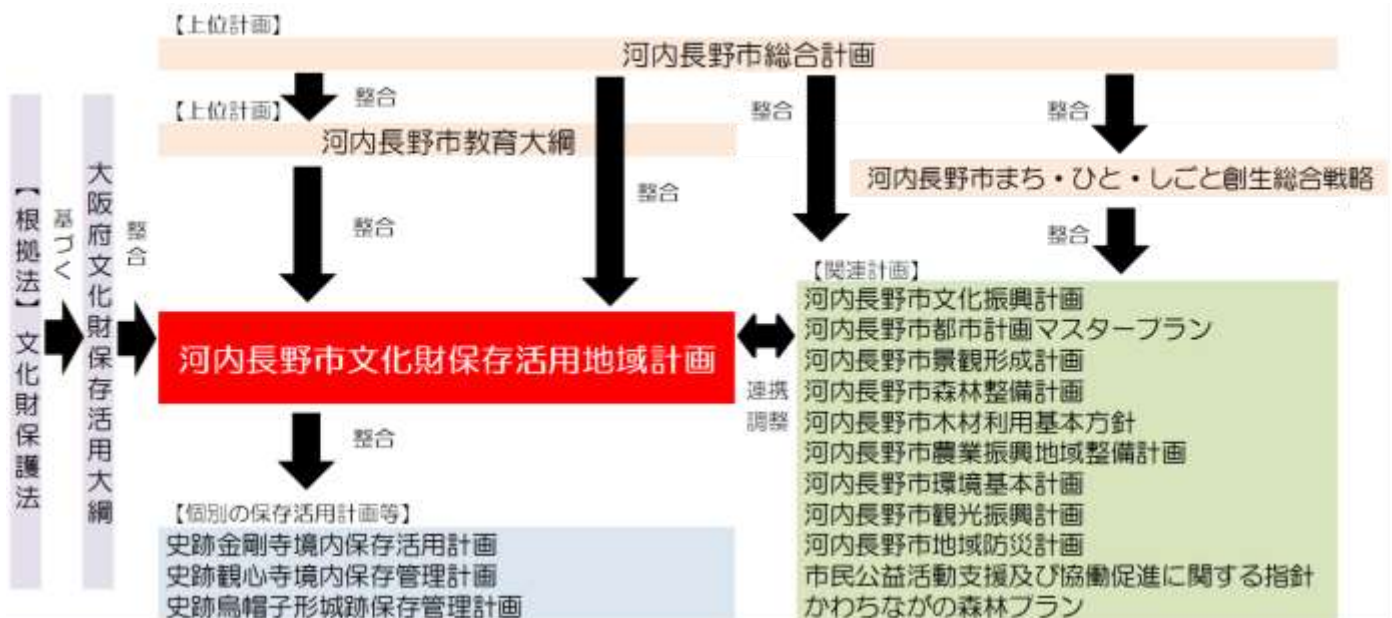 【上位計画】
河内長野市総合計画
整合
【上位計画】
河内長野市教育大綱
整合
整合
整合
整合
河内長野市まち・ひと・しごと創生総合戦略
整合
【根拠法】文化財保護法
基づく
大阪府文化財保存活用大綱
整合
河内長野市文化財保存活用地域計画
連携
調整
整合
【関連計画】
河内長野市文化振興計画
河内長野市都市計画マスタープラン
河内長野市景観形成計画
河内長野市森林整備計画
河内長野市木材利用基本方針
河内長野市農業振興地域整備計画
河内長野市環境基本計画
河内長野市観光振興計画
河内長野市地域防災計画
市民公益活動支援及び協働促進に関する指針
かわちながの森林プラン
【個別の保存活用計画等】
史跡金剛寺境内保存活用計画
史跡観心寺境内保存管理計画
史跡烏帽子形城跡保存管理計画